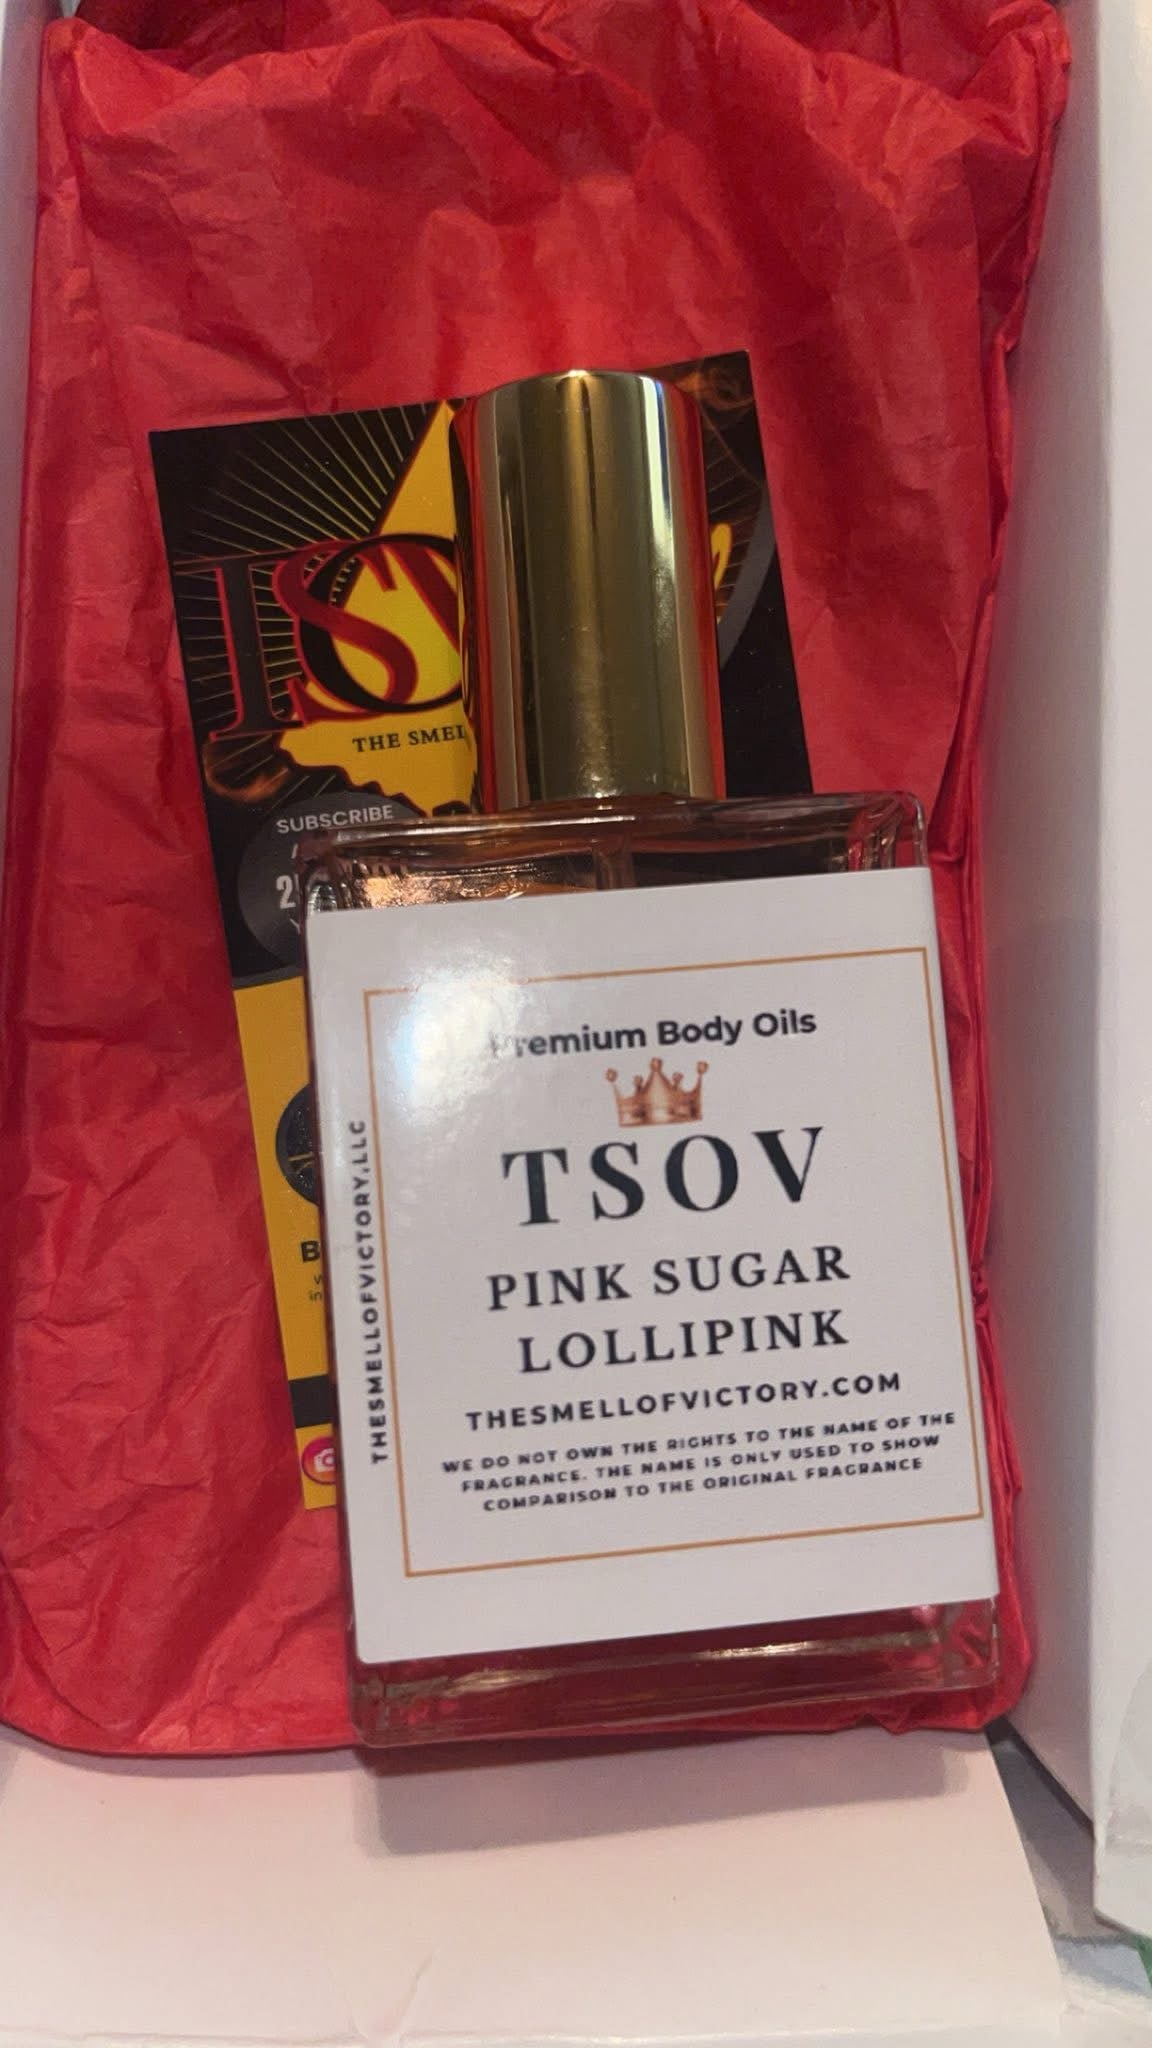 TSOV
THE SMEL
SUBSCRIBE
Premium Body Oils
TSOV
PINK SUGAR
LOLLIPINK
THESMELLOFVICTORY.COM
WE DO NOT OWN THE RIGHTS TO THE NAME OF THE
FRAGRANCE. THE NAME IS ONLY USED TO SHOW
COMPARISON TO THE ORIGINAL FRAGRANCE
THESMELLOFVICTORY,LLC
B
in